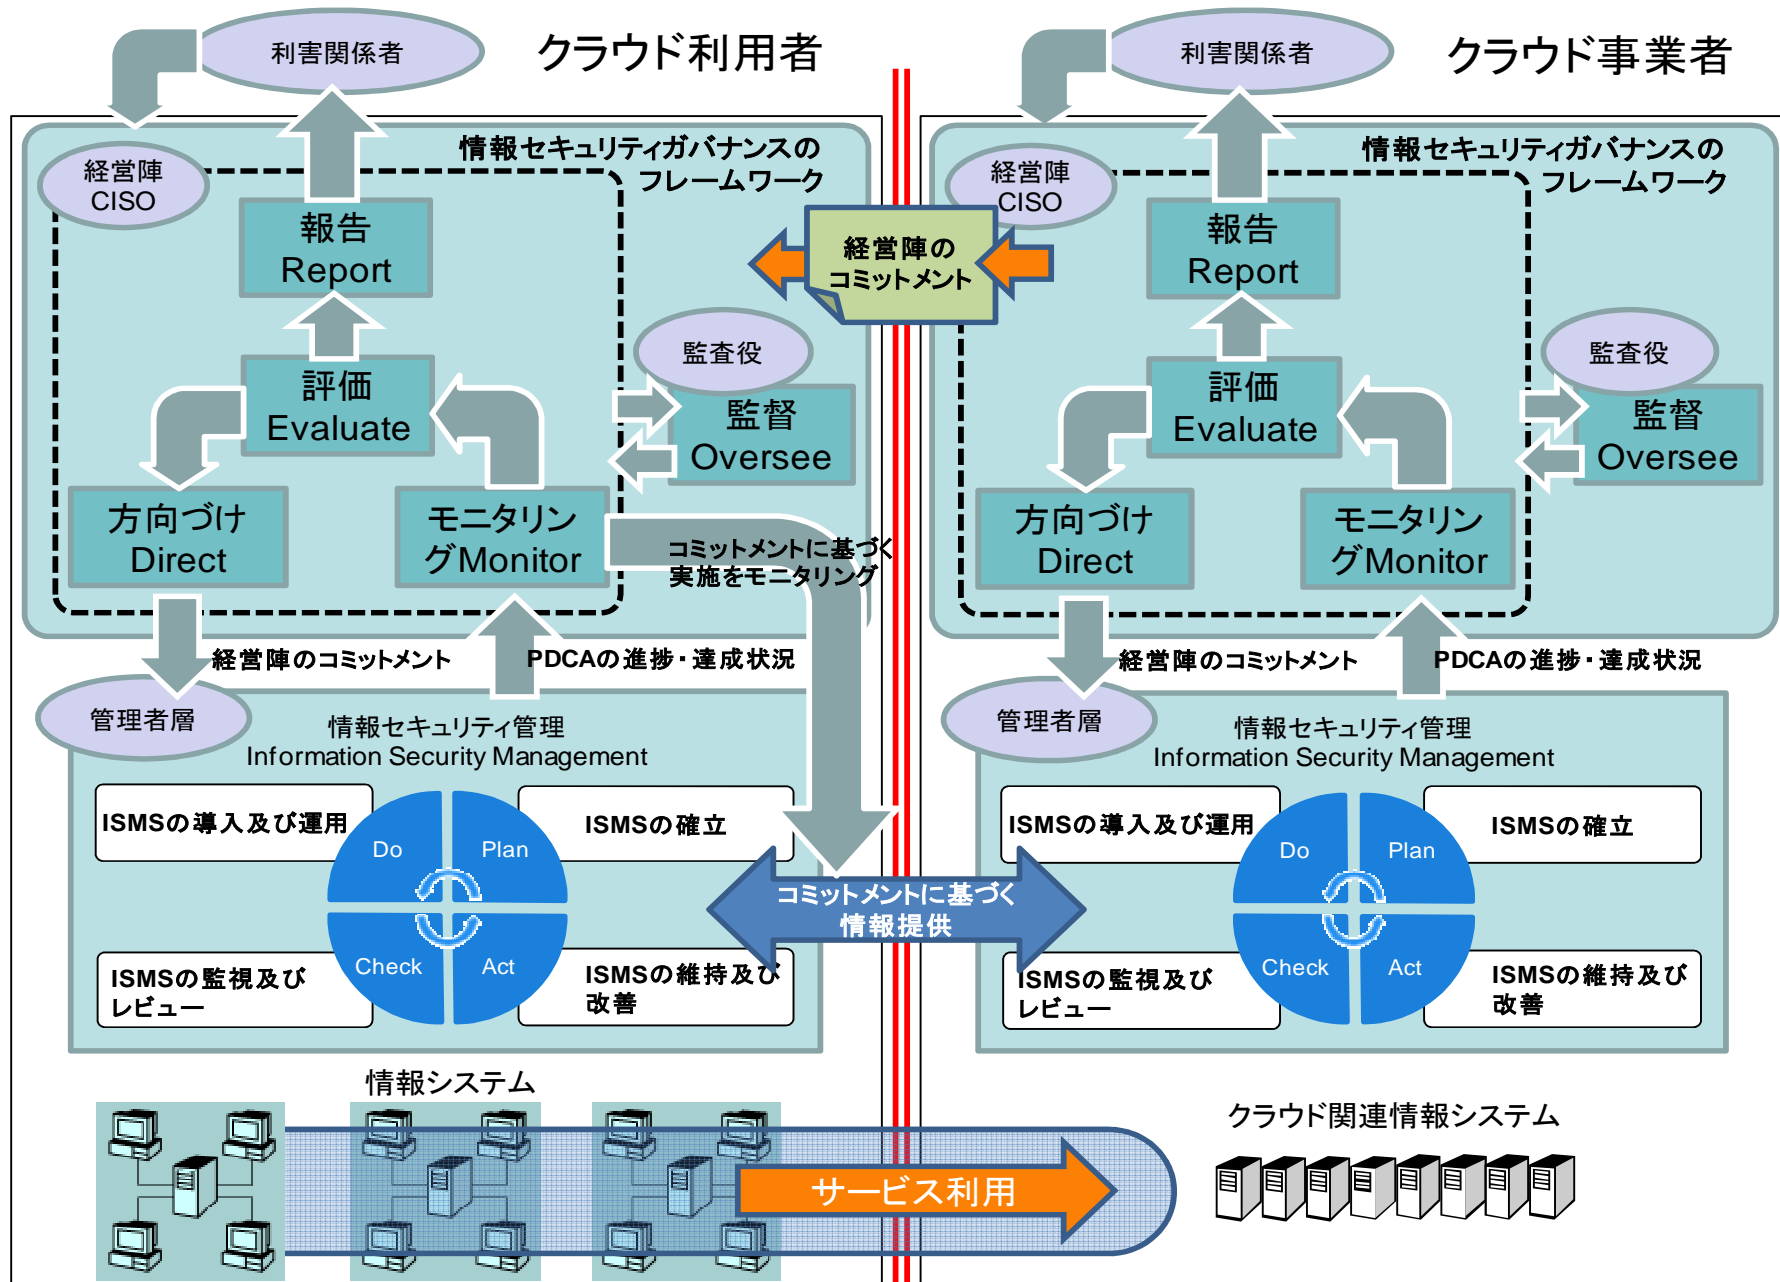 クラウド利用者
利害関係者
情報セキュリティガバナンスの
フレームワーク
経営陣
CISO
報告
Report
評価
Evaluate
監査役
監督
Oversee
方向づけ
Direct
モニタリン
グMonitor
コミットメントに基づく
実施をモニタリング
経営陣のコミットメント
PDCAの進捗・達成状況
管理者層
情報セキュリティ管理
Information Security Management
ISMSの導入及び運用
ISMSの確立
Do
Plan
Check
Act
ISMSの監視及び
レビュー
ISMSの維持及び
改善
情報システム
経営陣の
コミットメント
コミットメントに基づく
情報提供
サービス利用
クラウド事業者
利害関係者
情報セキュリティガバナンスの
フレームワーク
経営陣
CISO
報告
Report
評価
Evaluate
監査役
監督
Oversee
方向づけ
Direct
モニタリン
グMonitor
経営陣のコミットメント
PDCAの進捗・達成状況
管理者層
情報セキュリティ管理
Information Security Management
ISMSの導入及び運用
ISMSの確立
Do
Plan
Check
Act
ISMSの監視及び
レビュー
ISMSの維持及び
改善
クラウド関連情報システム